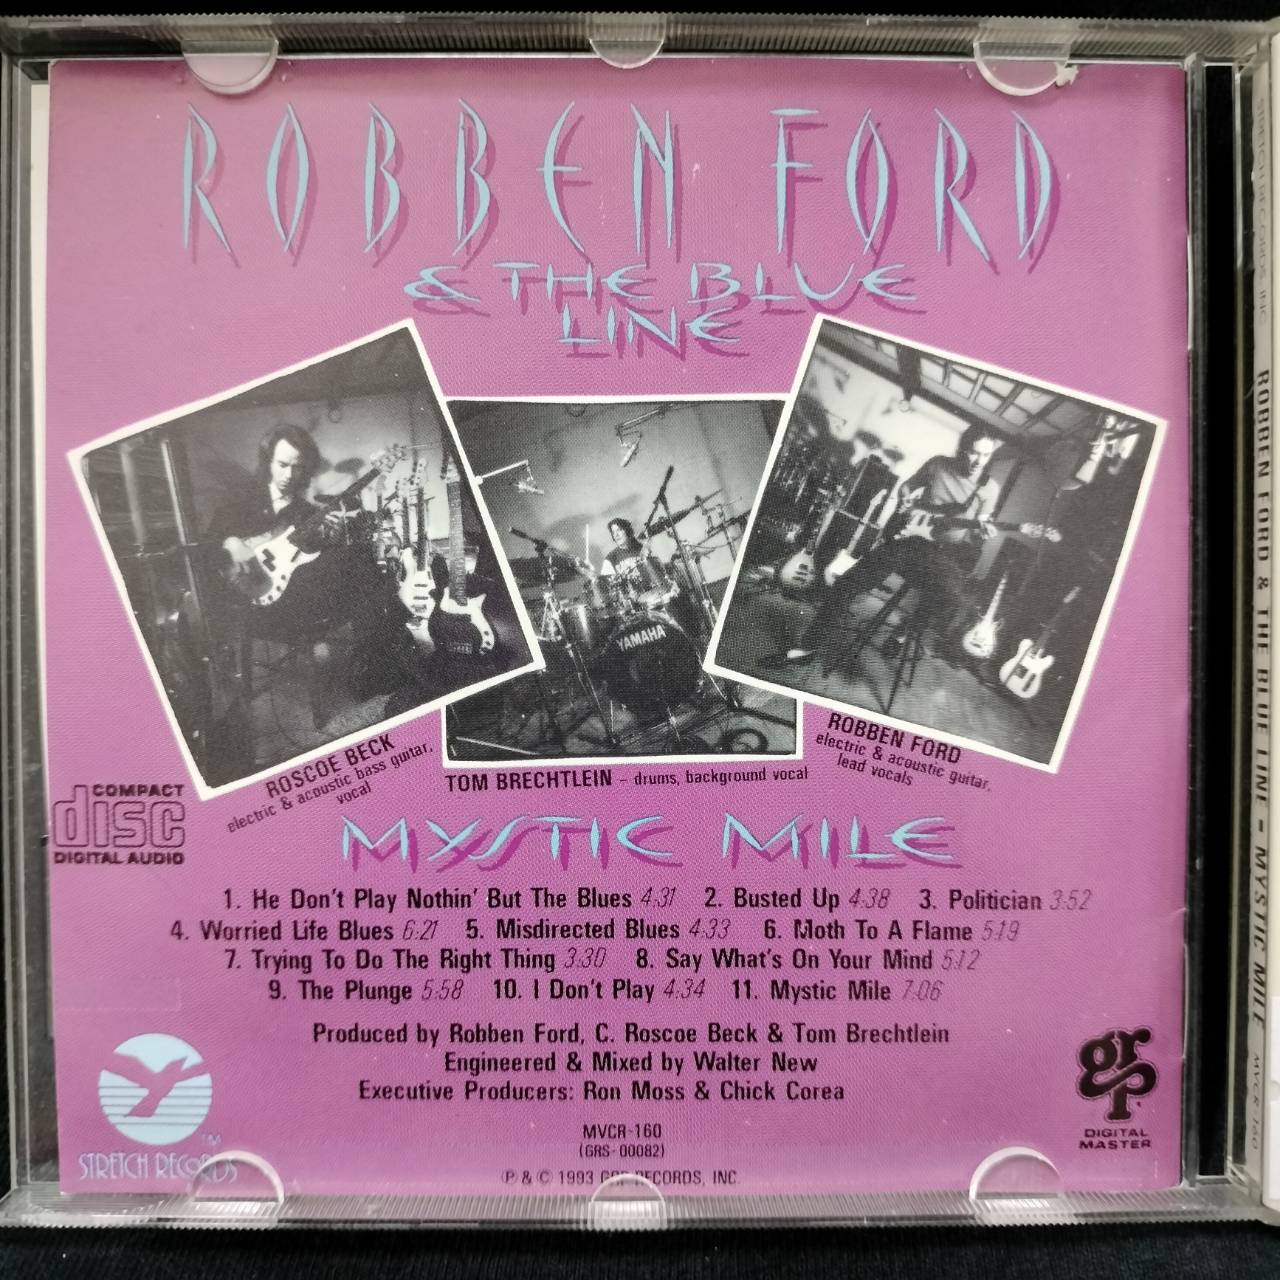 ROBBEN FORD
& THE BLUE
LINE
YAMAHA
ROSCOE BECK
electric & acoustic bass guitar,
vocal
TOM BRECHTLEIN – drums, background vocal
ROBBEN FORD
electric & acoustic guitar,
lead vocals
COMPACT
disc
DIGITAL AUDIO
MYSTIC MILE
1. He Don't Play Nothin' But The Blues 4:31 2. Busted Up 4:38 3. Politician 3:52
4. Worried Life Blues 6:21 5. Misdirected Blues 4:33 6. Moth To A Flame 5:19
7. Trying To Do The Right Thing 3:30 8. Say What's On Your Mind 5:12
9. The Plunge 5:58 10. I Don't Play 4:34 11. Mystic Mile 7:06
Produced by Robben Ford, C. Roscoe Beck & Tom Brechtlein
Engineered & Mixed by Walter New
Executive Producers: Ron Moss & Chick Corea
MVCR-160
(GRS-00082)
℗ & © 1993 GRP RECORDS, INC.
TM
STRETCH RECORDS
grp
DIGITAL
MASTER
STRETCH RECORDS, INC. ROBBEN FORD & THE BLUE LINE – MYSTIC MILE MVCR-160